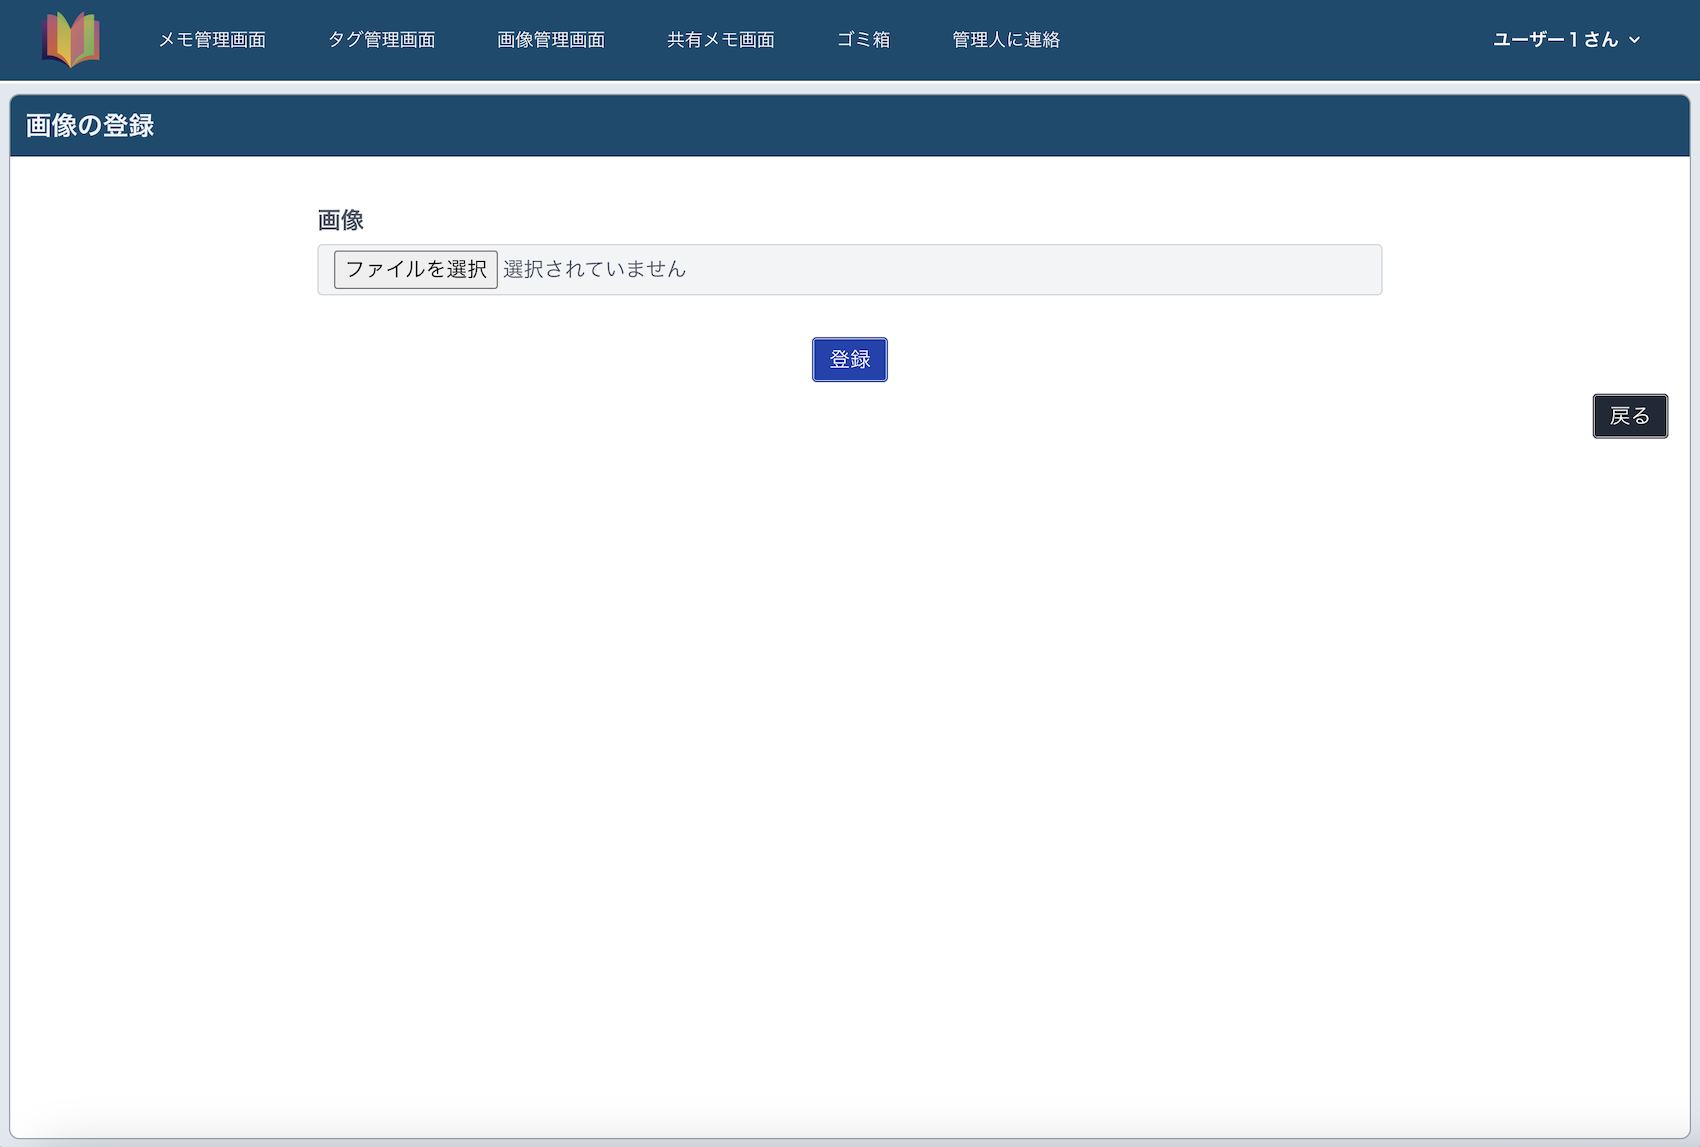 メモ管理画面 タグ管理画面 画像管理画面 共有メモ画面 ゴミ箱 管理人に連絡 ユーザー１さん
画像の登録
画像
ファイルを選択 選択されていません
登録
戻る